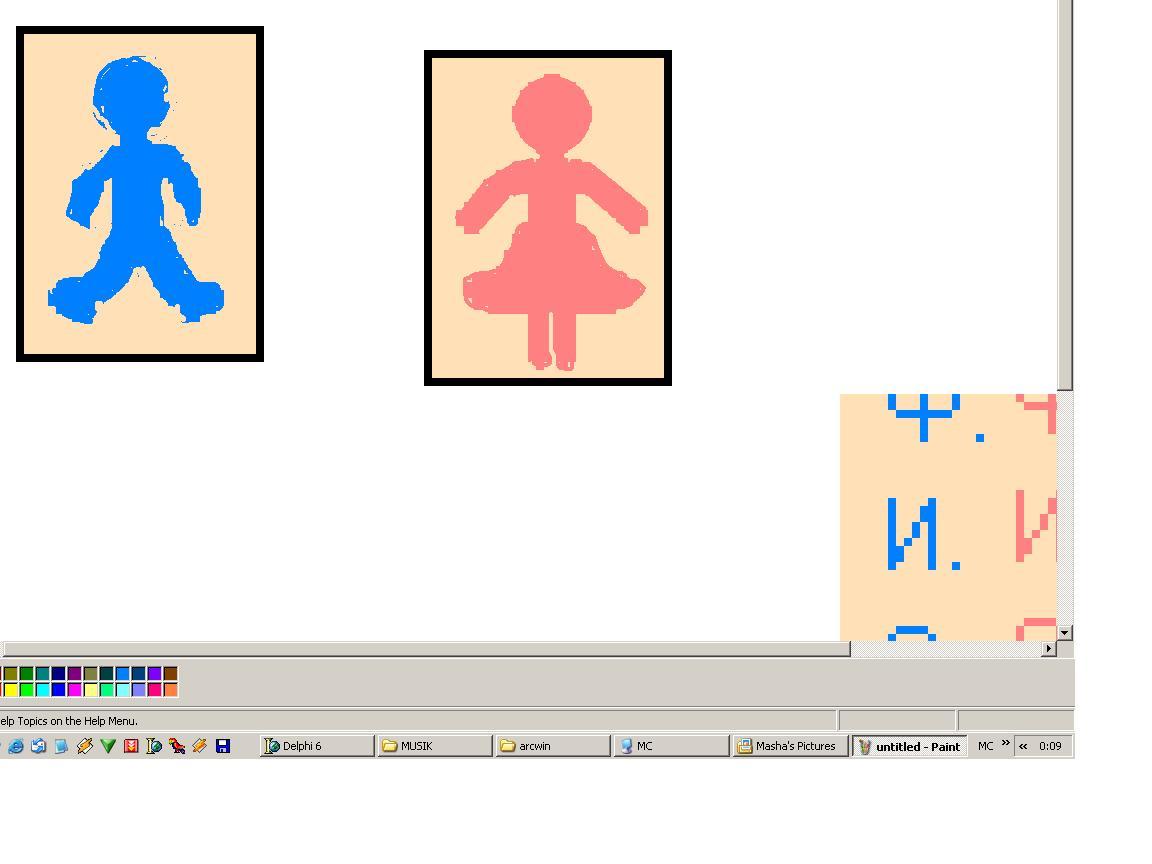 Ф.
И.
И
elp Topics on the Help Menu.
Delphi 6
MUSIK
arcwin
MC
Masha's Pictures
untitled - Paint
MC
»
«
0:09